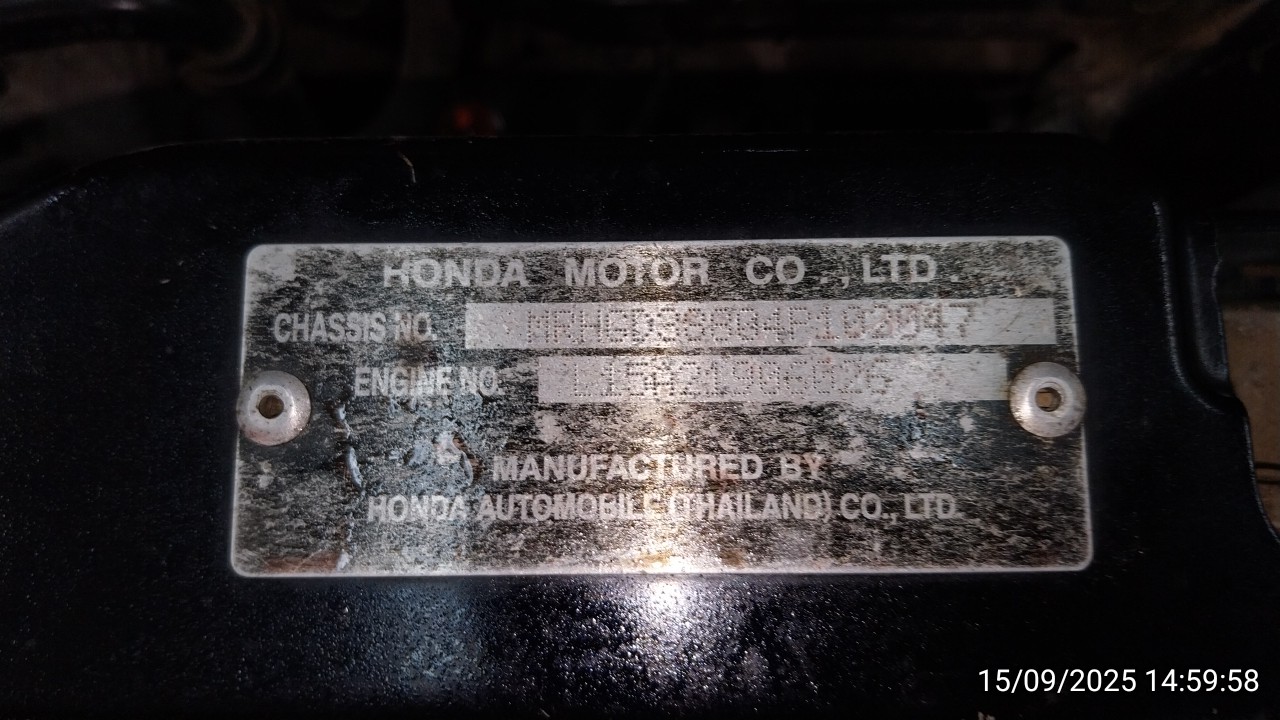 HONDA MOTOR CO., LTD.
CHASSIS NO.
ENGINE NO.
MANUFACTURED BY
HONDA AUTOMOBILE (THAILAND) CO., LTD.
15/09/2025 14:59:58